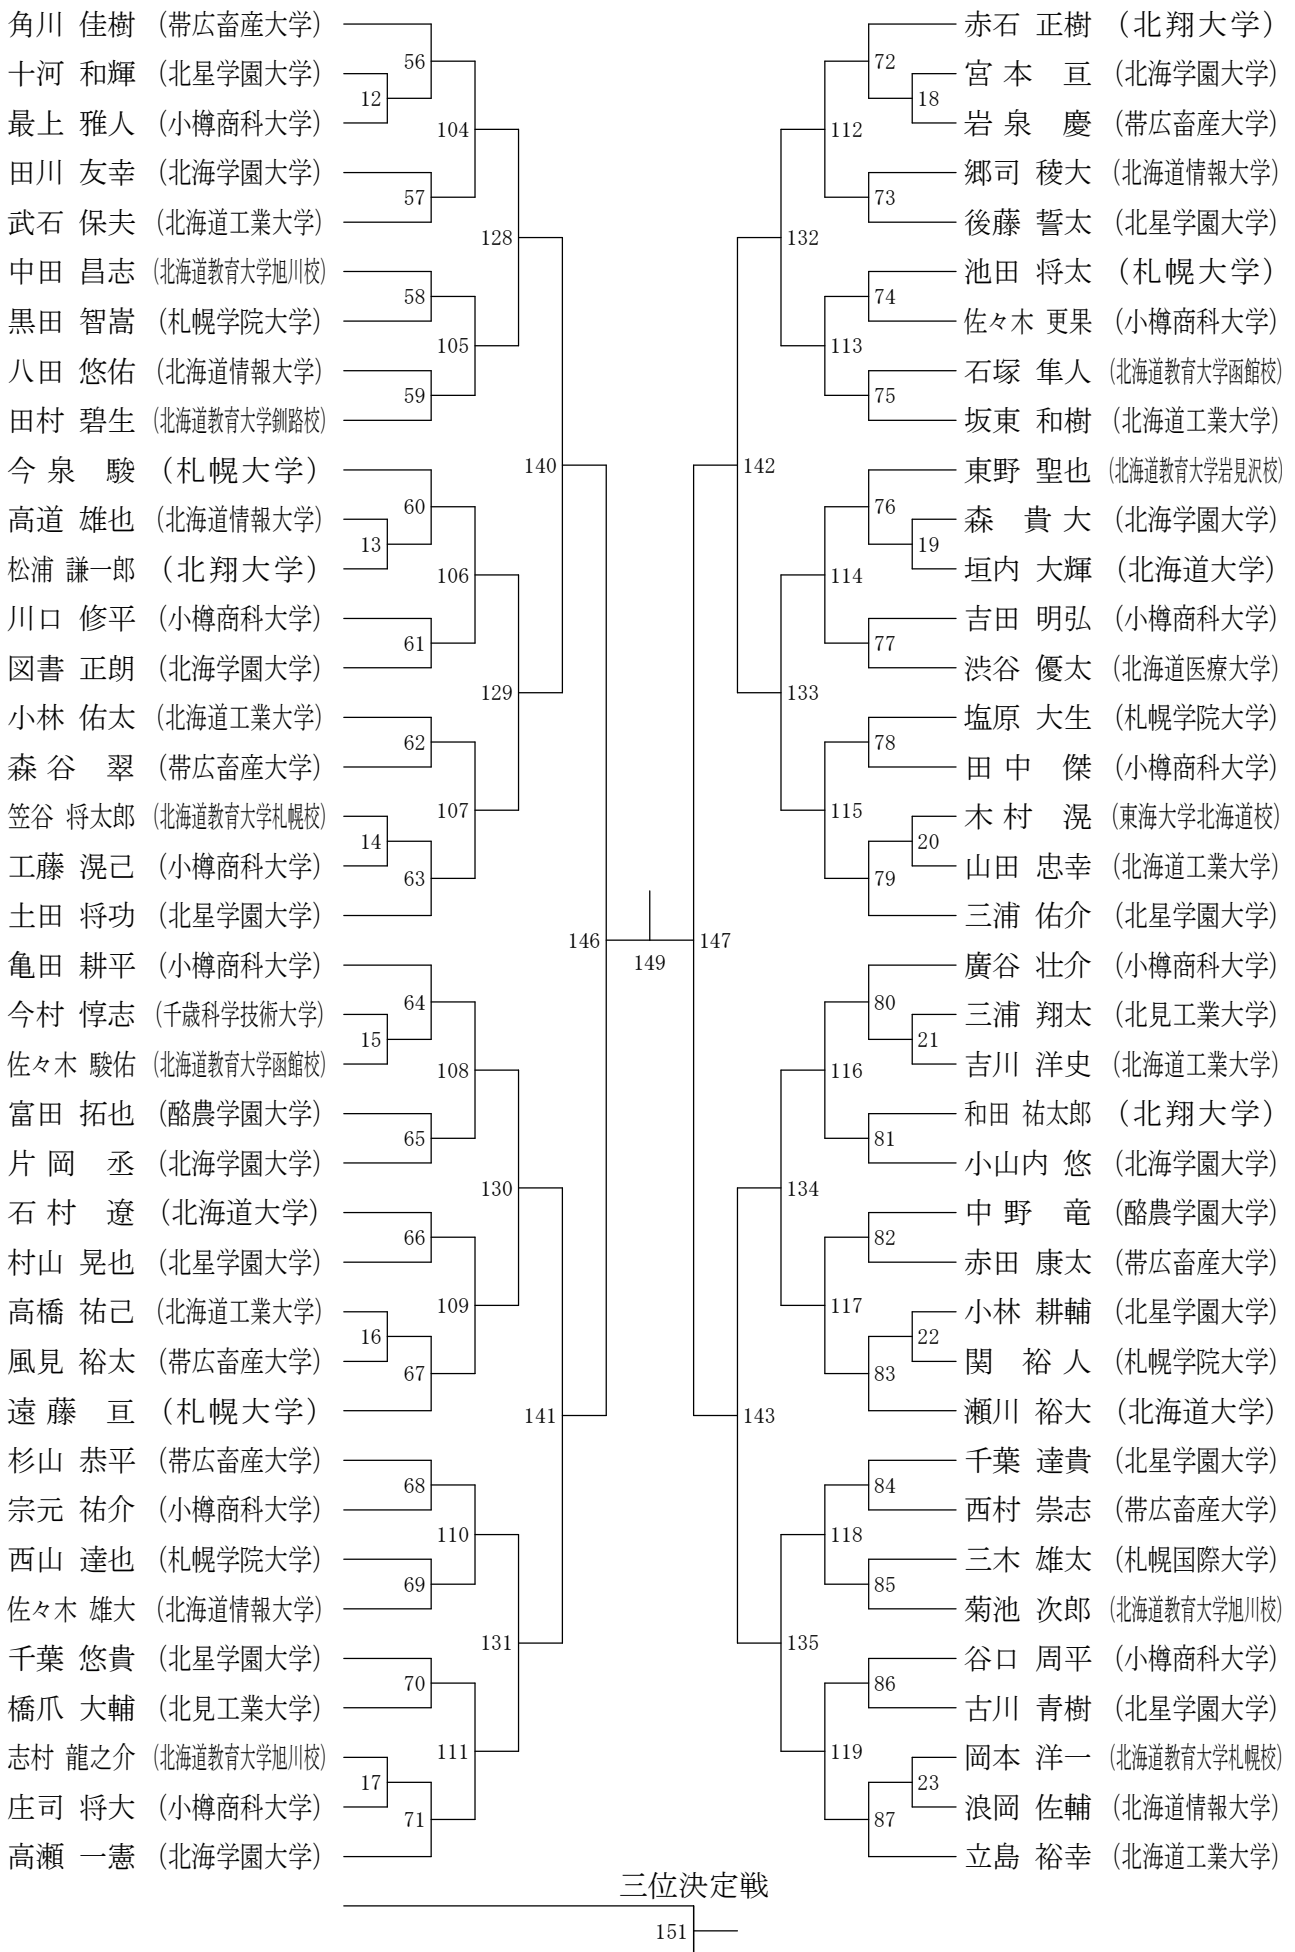 角川 佳樹 (帯広畜産大学)
56
十河 和輝 (北星学園大学)
12
最上 雅人 (小樽商科大学)
104
田川 友幸 (北海学園大学)
57
武石 保夫 (北海道工業大学)
128
中田 昌志 (北海道教育大学旭川校)
58
黒田 智嵩 (札幌学院大学)
105
八田 悠佑 (北海道情報大学)
59
田村 碧生 (北海道教育大学釧路校)
140
今泉 駿 (札幌大学)
60
高道 雄也 (北海道情報大学)
13
松浦 謙一郎 (北翔大学)
106
川口 修平 (小樽商科大学)
61
図書 正朗 (北海学園大学)
129
小林 佑太 (北海道工業大学)
62
森谷 翠 (帯広畜産大学)
107
笠谷 将太郎 (北海道教育大学札幌校)
14
工藤 滉己 (小樽商科大学)
63
土田 将功 (北星学園大学)
146
亀田 耕平 (小樽商科大学)
64
今村 惇志 (千歳科学技術大学)
15
佐々木 駿佑 (北海道教育大学函館校)
108
富田 拓也 (酪農学園大学)
65
片岡 丞 (北海学園大学)
130
石村 遼 (北海道大学)
66
村山 晃也 (北星学園大学)
109
高橋 祐己 (北海道工業大学)
16
風見 裕太 (帯広畜産大学)
67
遠藤 亘 (札幌大学)
141
杉山 恭平 (帯広畜産大学)
68
宗元 祐介 (小樽商科大学)
110
西山 達也 (札幌学院大学)
69
佐々木 雄大 (北海道情報大学)
131
千葉 悠貴 (北星学園大学)
70
橋爪 大輔 (北見工業大学)
111
志村 龍之介 (北海道教育大学旭川校)
17
庄司 将大 (小樽商科大学)
71
高瀬 一憲 (北海学園大学)
149
赤石 正樹 (北翔大学)
72
宮本 亘 (北海学園大学)
18
岩泉 慶 (帯広畜産大学)
112
郷司 稜大 (北海道情報大学)
73
後藤 誓太 (北星学園大学)
132
池田 将太 (札幌大学)
74
佐々木 更果 (小樽商科大学)
113
石塚 隼人 (北海道教育大学函館校)
75
坂東 和樹 (北海道工業大学)
142
東野 聖也 (北海道教育大学岩見沢校)
76
森 貴大 (北海学園大学)
19
垣内 大輝 (北海道大学)
114
吉田 明弘 (小樽商科大学)
77
渋谷 優太 (北海道医療大学)
133
塩原 大生 (札幌学院大学)
78
田中 傑 (小樽商科大学)
115
木村 滉 (東海大学北海道校)
20
山田 忠幸 (北海道工業大学)
79
三浦 佑介 (北星学園大学)
147
廣谷 壮介 (小樽商科大学)
80
三浦 翔太 (北見工業大学)
21
吉川 洋史 (北海道工業大学)
116
和田 祐太郎 (北翔大学)
81
小山内 悠 (北海学園大学)
134
中野 竜 (酪農学園大学)
82
赤田 康太 (帯広畜産大学)
117
小林 耕輔 (北星学園大学)
22
関 裕人 (札幌学院大学)
83
瀬川 裕大 (北海道大学)
143
千葉 達貴 (北星学園大学)
84
西村 崇志 (帯広畜産大学)
118
三木 雄太 (札幌国際大学)
85
菊池 次郎 (北海道教育大学旭川校)
135
谷口 周平 (小樽商科大学)
86
古川 青樹 (北星学園大学)
119
岡本 洋一 (北海道教育大学札幌校)
23
浪岡 佐輔 (北海道情報大学)
87
立島 裕幸 (北海道工業大学)
三位決定戦
151